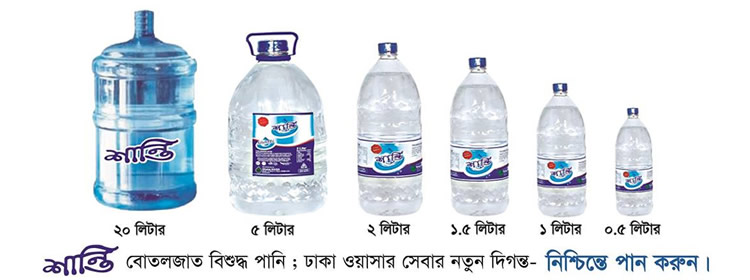 শান্তি
শান্তি
শান্তি
শান্তি
শান্তি
শান্তি
২০ লিটার
৫ লিটার
২ লিটার
১.৫ লিটার
১ লিটার
০.৫ লিটার
শান্তি বোতলজাত বিশুদ্ধ পানি ; ঢাকা ওয়াসার সেবার নতুন দিগন্ত- নিশ্চিন্তে পান করুন।